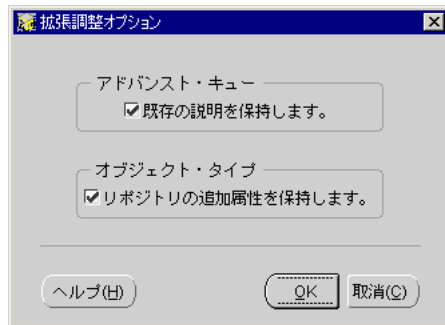 拡張調整オプション
アドバンスト・キュー
既存の説明を保持します。
オブジェクト・タイプ
リポジトリの追加属性を保持します。
ヘルプ(H)
OK
取消(C)